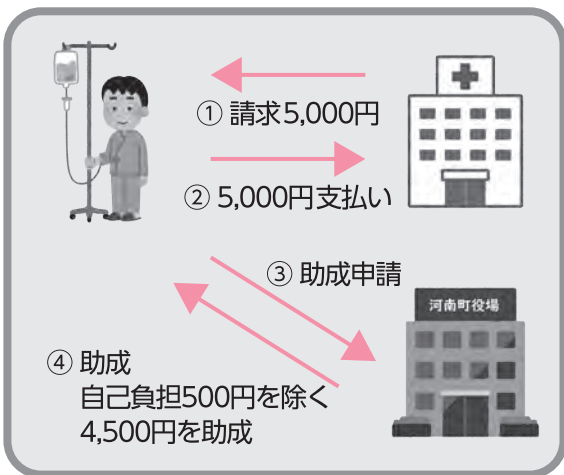 ① 請求5,000円
② 5,000円支払い
③ 助成申請
河南町役場
④ 助成
自己負担500円を除く
4,500円を助成